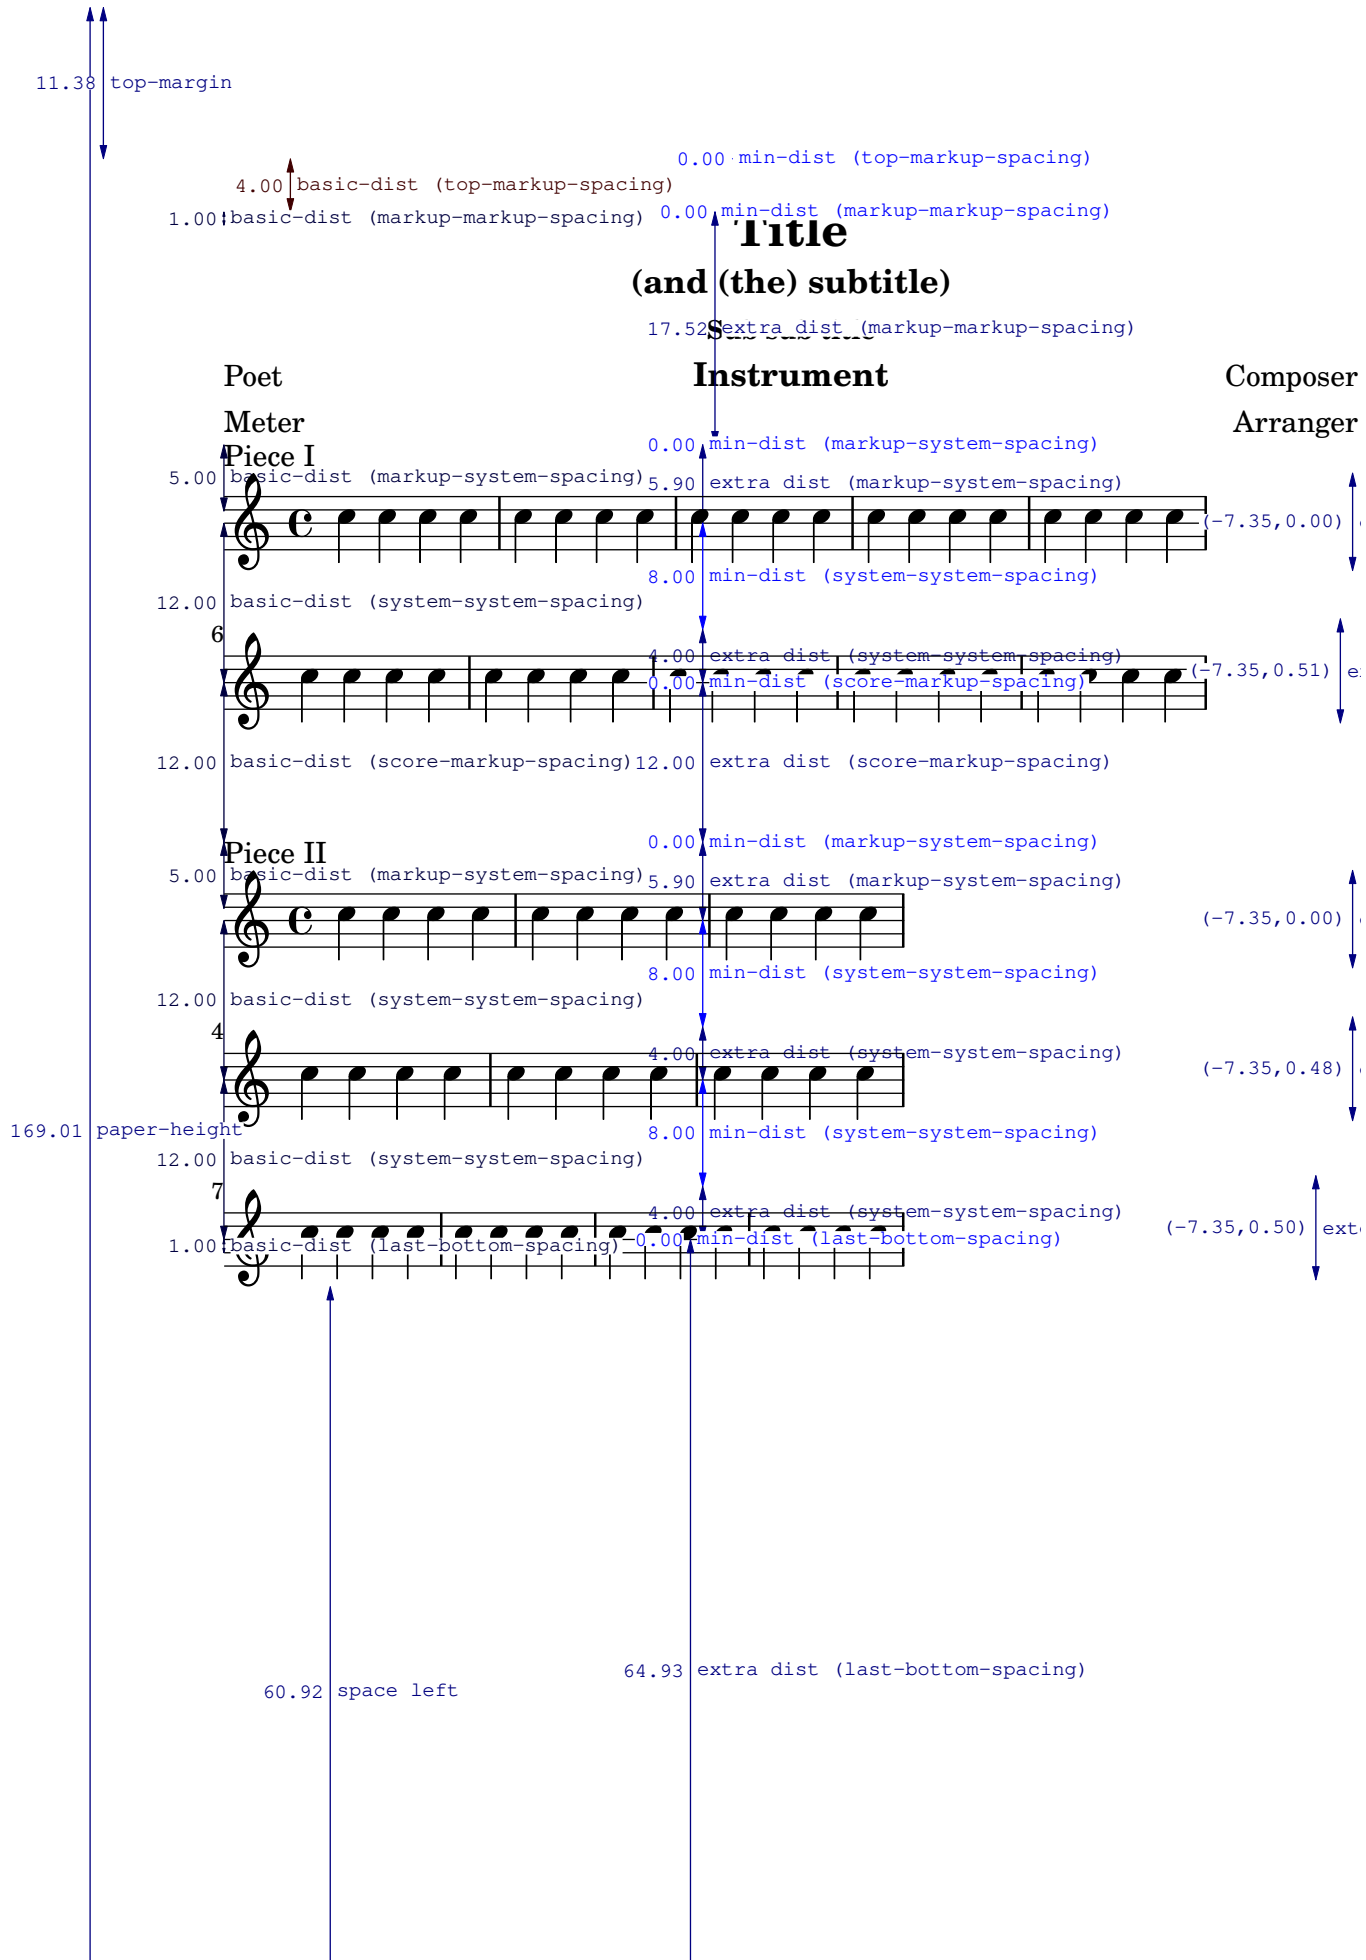 11.38 top-margin
0.00 min-dist (top-markup-spacing)
4.00 basic-dist (top-markup-spacing)
1.00 basic-dist (markup-markup-spacing) 0.00 min-dist (markup-markup-spacing)
Title
(and (the) subtitle)
17.52 extra dist (markup-markup-spacing)
Poet Instrument Composer
Meter Arranger
0.00 min-dist (markup-system-spacing)
Piece I
5.00 basic-dist (markup-system-spacing) 5.90 extra dist (markup-system-spacing)
(-7.35,0.00)
8.00 min-dist (system-system-spacing)
12.00 basic-dist (system-system-spacing)
6
4.00 extra dist (system-system-spacing)
(-7.35,0.51)
0.00 min-dist (score-markup-spacing)
12.00 basic-dist (score-markup-spacing) 12.00 extra dist (score-markup-spacing)
0.00 min-dist (markup-system-spacing)
Piece II
5.00 basic-dist (markup-system-spacing) 5.90 extra dist (markup-system-spacing)
(-7.35,0.00)
8.00 min-dist (system-system-spacing)
12.00 basic-dist (system-system-spacing)
4
4.00 extra dist (system-system-spacing)
(-7.35,0.48)
169.01 paper-height
8.00 min-dist (system-system-spacing)
12.00 basic-dist (system-system-spacing)
7
4.00 extra dist (system-system-spacing)
(-7.35,0.50)
1.00 basic-dist (last-bottom-spacing) 0.00 min-dist (last-bottom-spacing)
64.93 extra dist (last-bottom-spacing)
60.92 space left